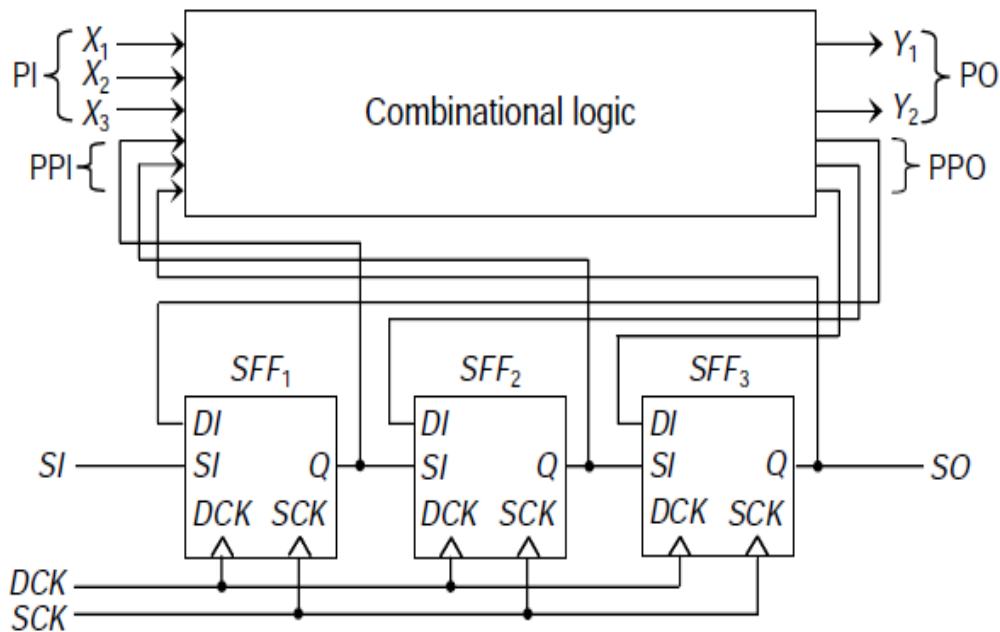 PI
X1
X2
X3
PPI
Combinational logic
Y1
Y2
PO
PPO
SFF1
SFF2
SFF3
DI
DI
DI
SI
SI
Q
SI
Q
SI
Q
SO
DCK SCK
DCK SCK
DCK SCK
DCK
SCK